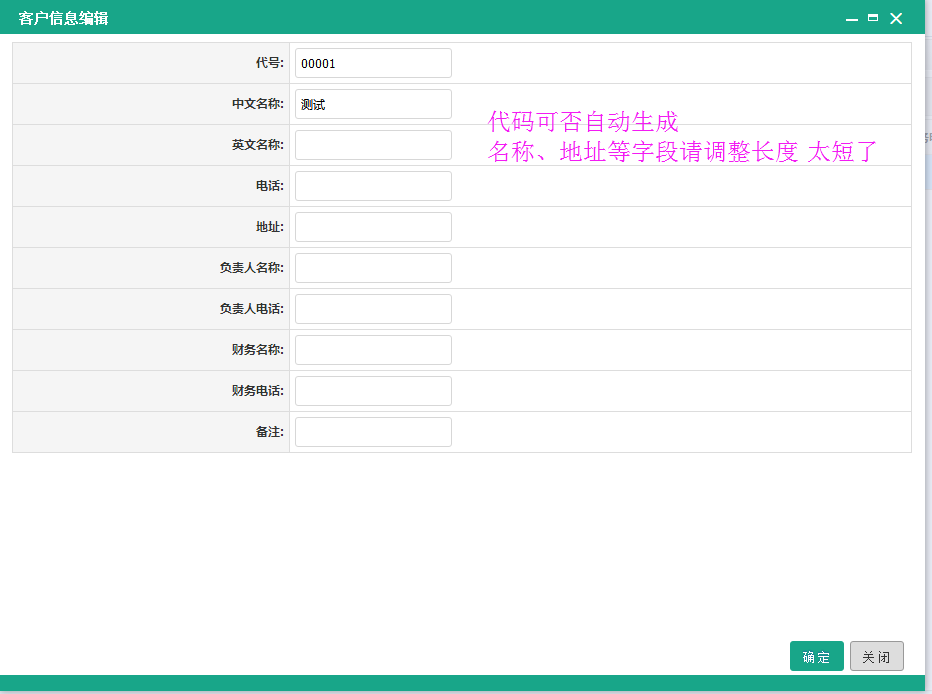 客户信息编辑
代号: 00001
中文名称: 测试
英文名称:
电话:
地址:
负责人名称:
负责人电话:
财务名称:
财务电话:
备注:
代码可否自动生成
名称、地址等字段请调整长度 太短了
确定 关闭